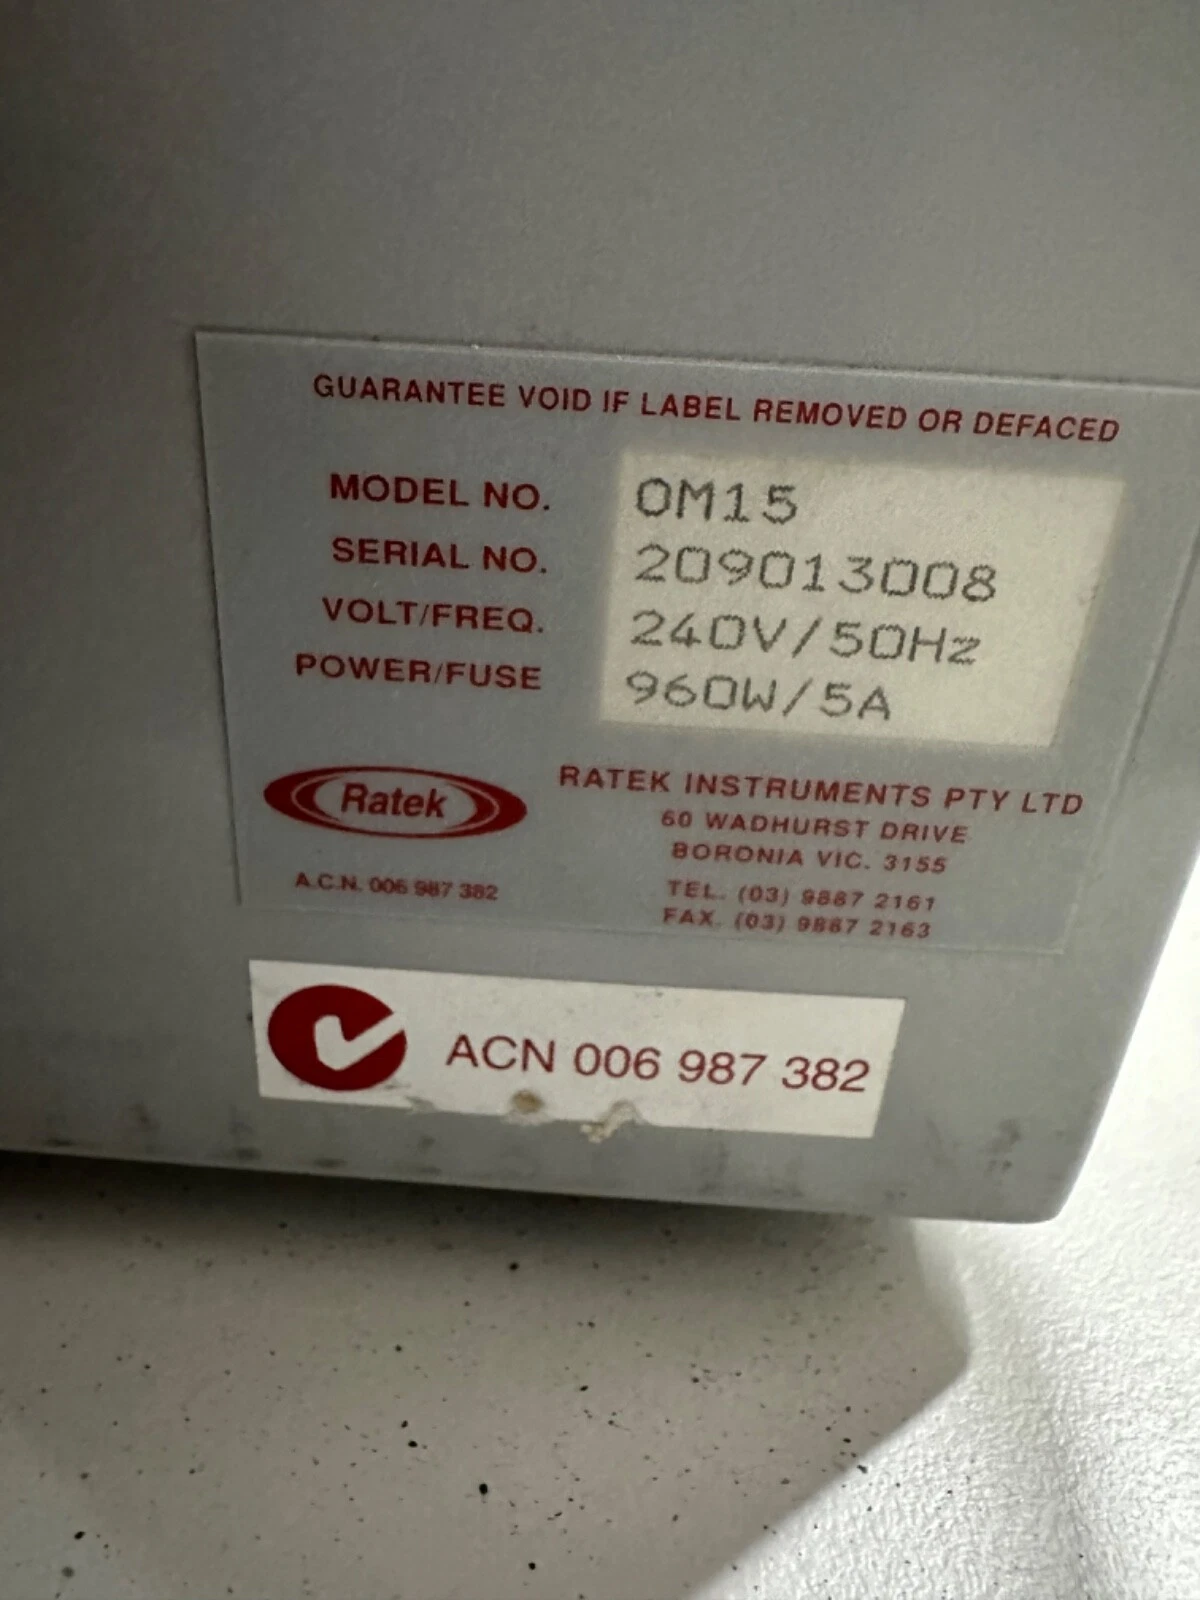 GUARANTEE VOID IF LABEL REMOVED OR DEFACED
MODEL NO. OM15
SERIAL NO. 209013008
VOLT/FREQ. 240V/50Hz
POWER/FUSE 960W/5A
Ratek
A.C.N. 006 987 382
RATEK INSTRUMENTS PTY LTD
60 WADHURST DRIVE
BORONIA VIC. 3155
TEL. (03) 9887 2161
FAX. (03) 9887 2163
ACN 006 987 382